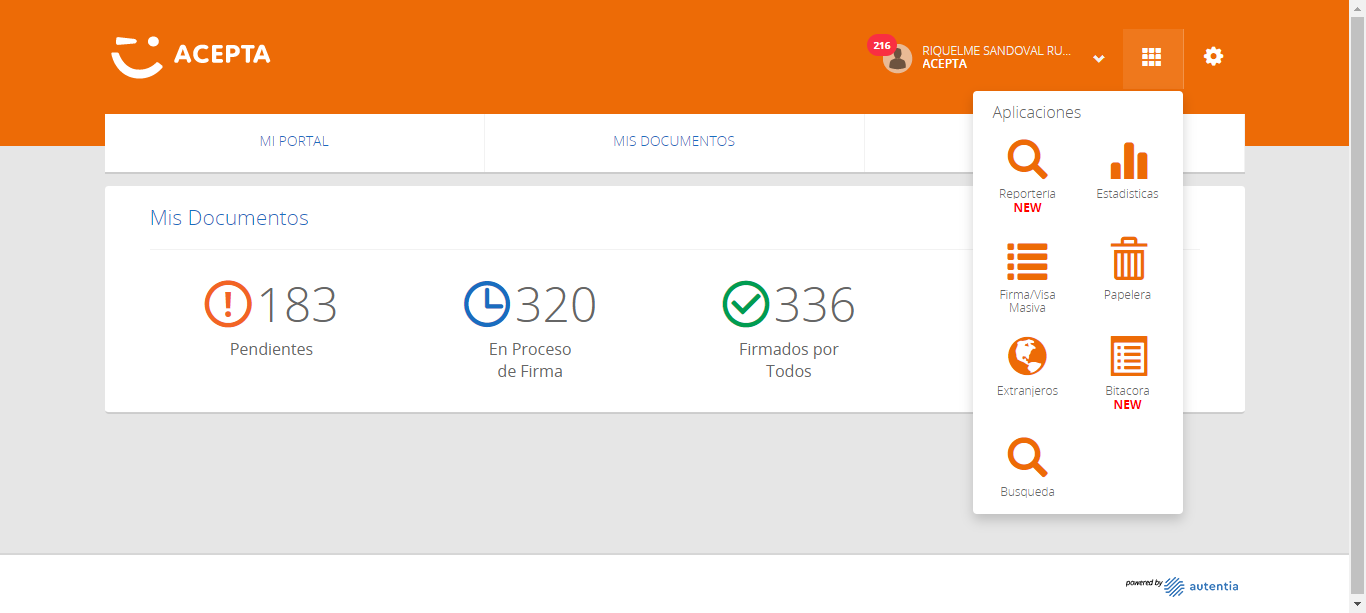 ACEPTA
216
RIQUELME SANDOVAL RU...
ACEPTA
MI PORTAL
MIS DOCUMENTOS
Aplicaciones
Reportería
NEW
Estadisticas
Firma/Visa
Masiva
Papelera
Extranjeros
Bitacora
NEW
Busqueda
Mis Documentos
183
Pendientes
320
En Proceso
de Firma
336
Firmados por
Todos
powered by autentia